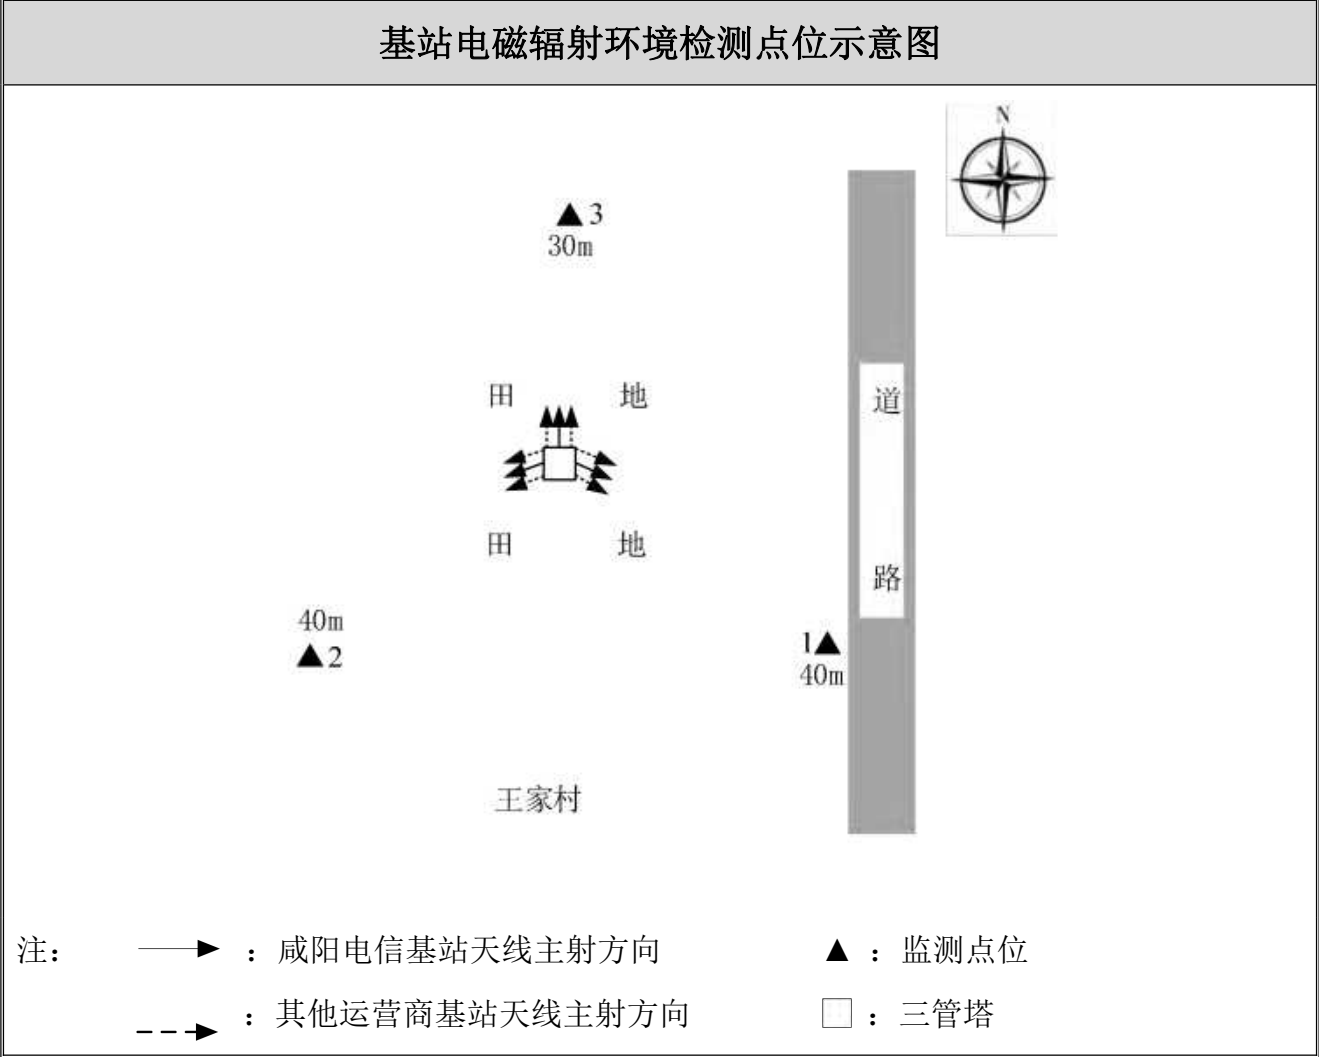 基站电磁辐射环境检测点位示意图
N
▲3
30m
田 地
道
田 地
路
40m
▲2
1▲
40m
王家村
注： ：咸阳电信基站天线主射方向 ▲：监测点位
：其他运营商基站天线主射方向 □：三管塔